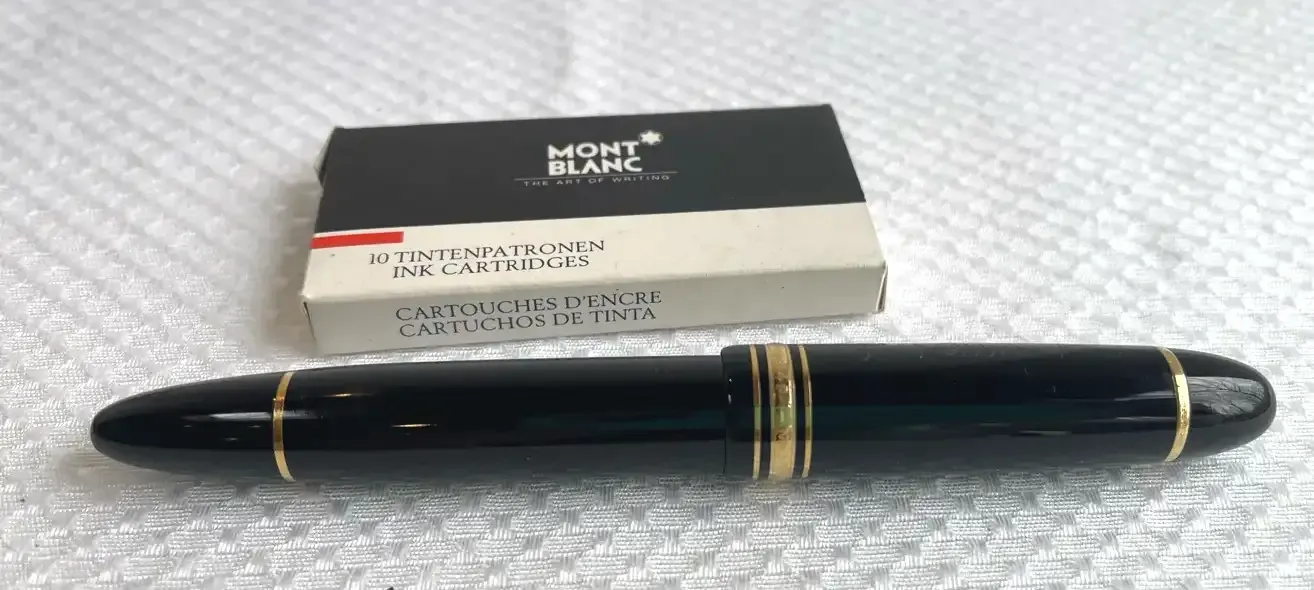 MONT
BLANC
THE ART OF WRITING
10 TINTENPATRONEN
INK CARTRIDGES
CARTOUCHES D'ENCRE
CARTUCHOS DE TINTA